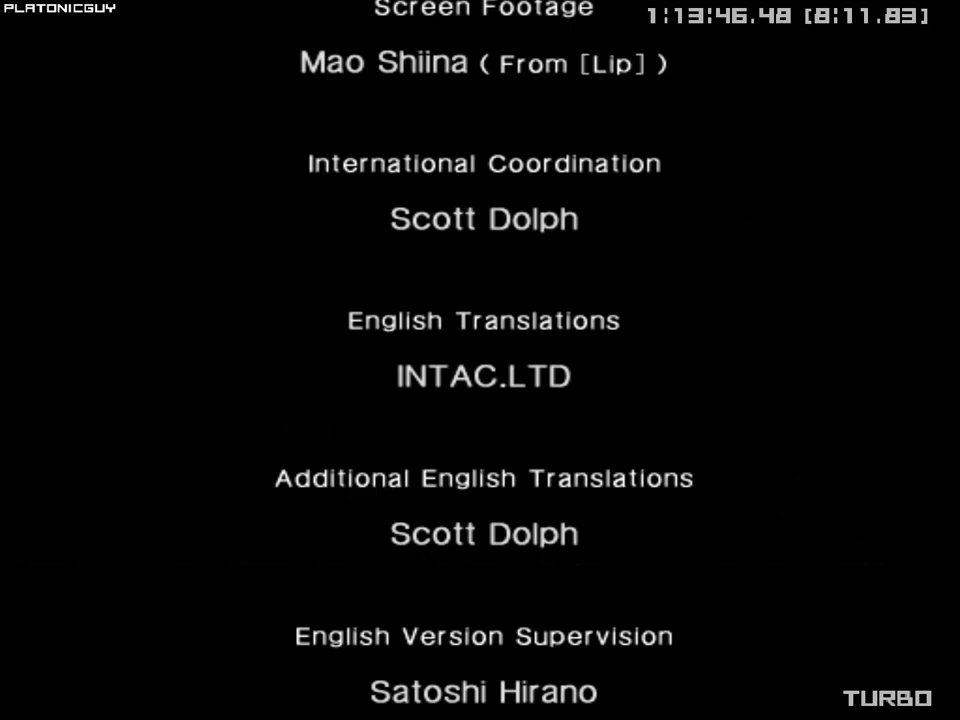 PLATONICGUY
1:13:46.48 [8:11.83]
Screen Footage
Mao Shiina ( From [Lip] )
International Coordination
Scott Dolph
English Translations
INTAC.LTD
Additional English Translations
Scott Dolph
English Version Supervision
Satoshi Hirano
TURBO